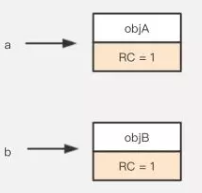 objA
a
RC = 1
objB
b
RC = 1